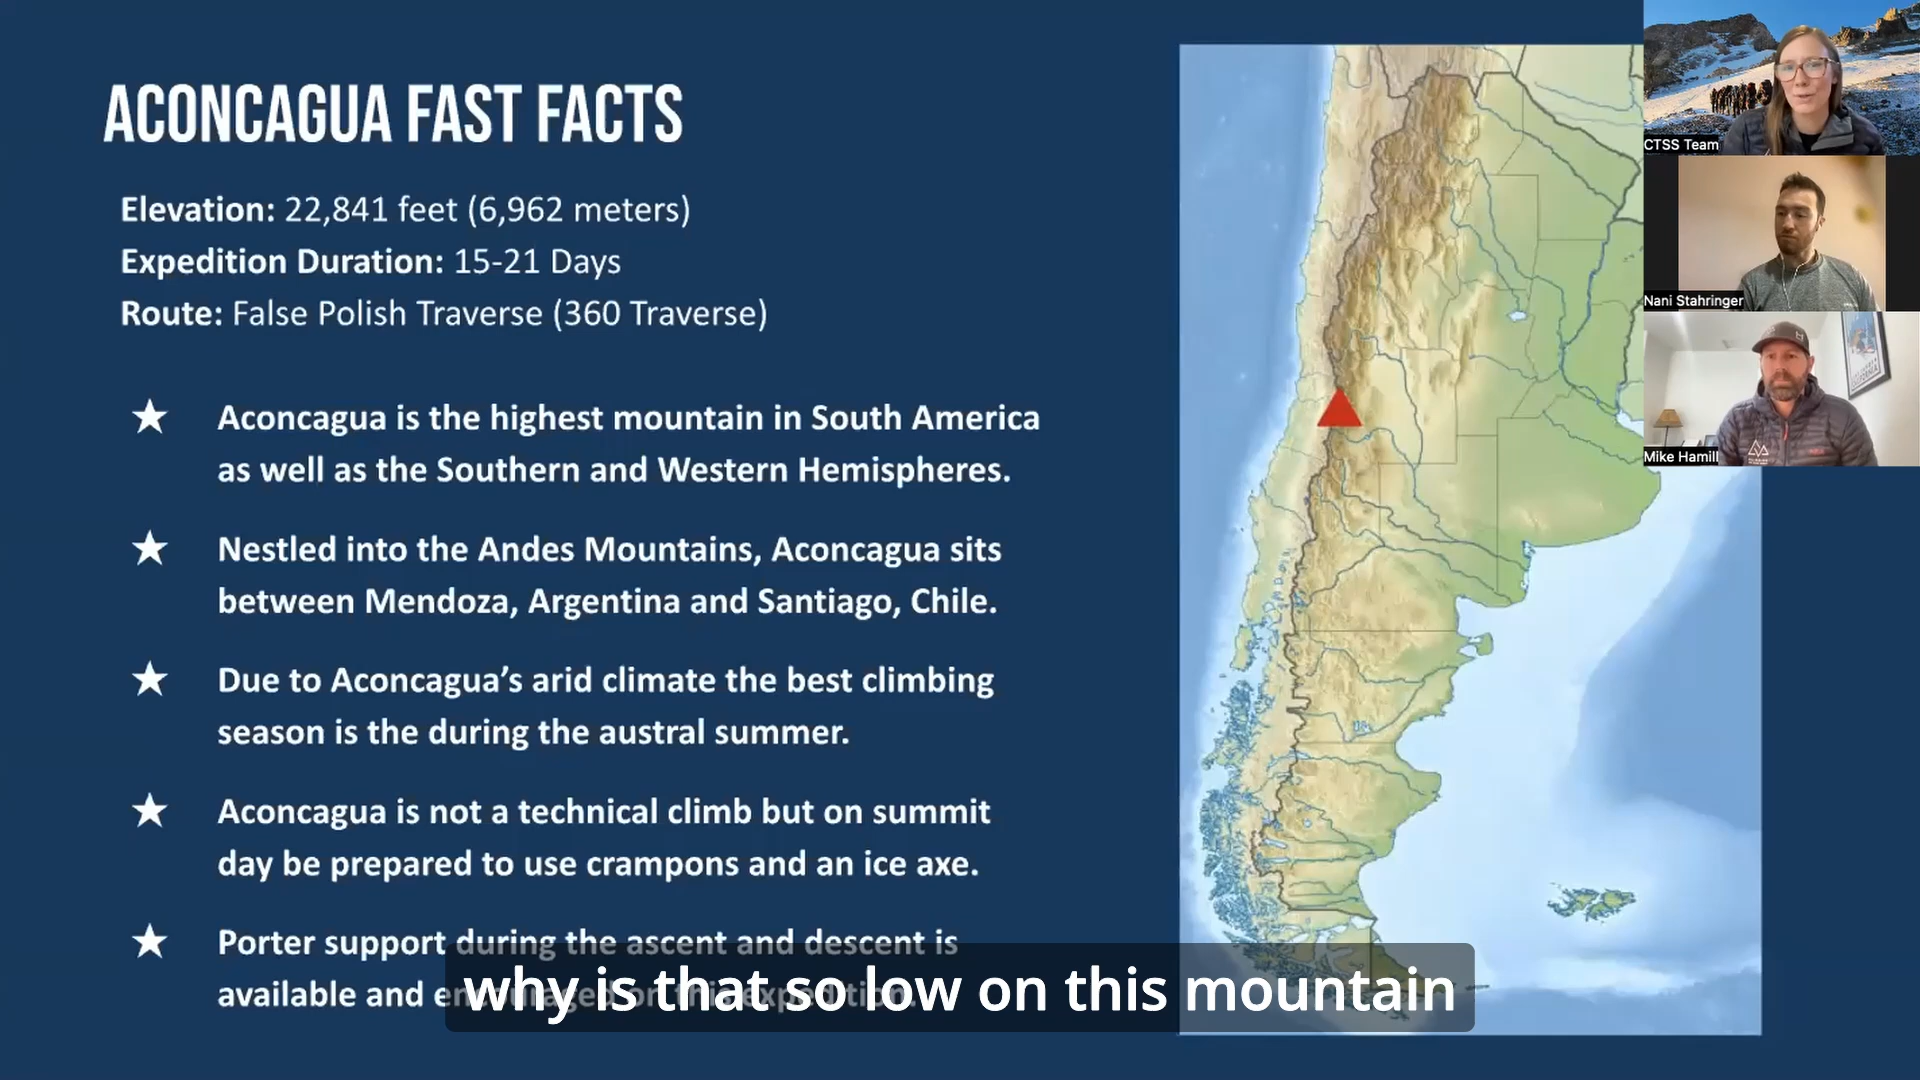 ACONCAGUA FAST FACTS
Elevation: 22,841 feet (6,962 meters)
Expedition Duration: 15-21 Days
Route: False Polish Traverse (360 Traverse)
★ Aconcagua is the highest mountain in South America
as well as the Southern and Western Hemispheres.
★ Nestled into the Andes Mountains, Aconcagua sits
between Mendoza, Argentina and Santiago, Chile.
★ Due to Aconcagua’s arid climate the best climbing
season is the during the austral summer.
★ Aconcagua is not a technical climb but on summit
day be prepared to use crampons and an ice axe.
★ Porter support during the ascent and descent is
available and encouraged on this expedition.
why is that so low on this mountain
CTSS Team
Nani Stahringer
Mike Hamill